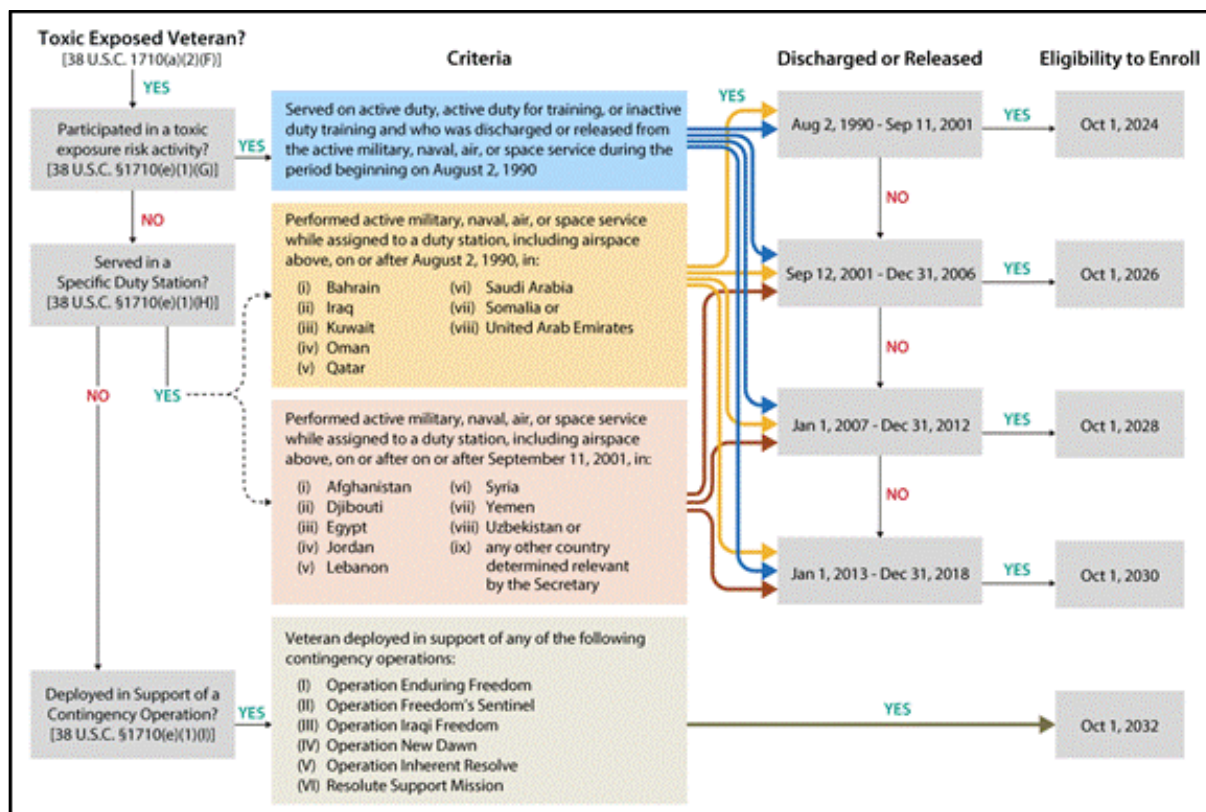 Toxic Exposed Veteran?
[38 U.S.C. 1710(a)(2)(F)]
YES
Participated in a toxic
exposure risk activity?
[38 U.S.C. §1710(e)(1)(G)]
YES
NO
Served in a
Specific Duty Station?
[38 U.S.C. §1710(e)(1)(H)]
NO
YES
Deployed in Support of a
Contingency Operation?
[38 U.S.C. §1710(e)(1)(I)]
YES
Criteria
Served on active duty, active duty for training, or inactive
duty training and who was discharged or released from
the active military, naval, air, or space service during the
period beginning on August 2, 1990
Performed active military, naval, air, or space service
while assigned to a duty station, including airspace
above, on or after August 2, 1990, in:
(i) Bahrain
(ii) Iraq
(iii) Kuwait
(iv) Oman
(v) Qatar
(vi) Saudi Arabia
(vii) Somalia or
(viii) United Arab Emirates
Performed active military, naval, air, or space service
while assigned to a duty station, including airspace
above, on or after on or after September 11, 2001, in:
(i) Afghanistan
(ii) Djibouti
(iii) Egypt
(iv) Jordan
(v) Lebanon
(vi) Syria
(vii) Yemen
(viii) Uzbekistan or
(ix) any other country
determined relevant
by the Secretary
Veteran deployed in support of any of the following
contingency operations:
(I) Operation Enduring Freedom
(II) Operation Freedom's Sentinel
(III) Operation Iraqi Freedom
(IV) Operation New Dawn
(V) Operation Inherent Resolve
(VI) Resolute Support Mission
YES
Discharged or Released
YES
Aug 2, 1990 - Sep 11, 2001
NO
Sep 12, 2001 - Dec 31, 2006
NO
Jan 1, 2007 - Dec 31, 2012
NO
Jan 1, 2013 - Dec 31, 2018
Eligibility to Enroll
YES
Oct 1, 2024
YES
Oct 1, 2026
YES
Oct 1, 2028
YES
Oct 1, 2030
Oct 1, 2032